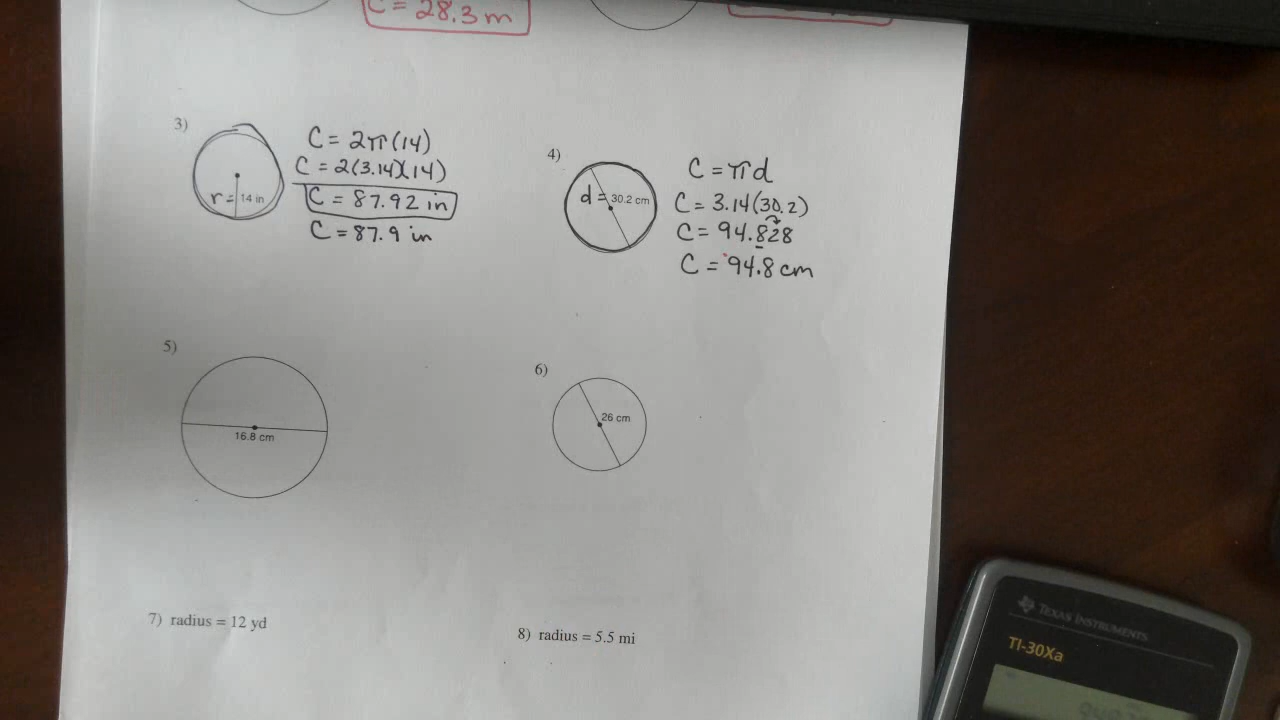 C = 28.3 m
3)
r = 14 in
C = 2π(14)
C = 2(3.14)(14)
C = 87.92 in
C = 87.9 in
4)
d = 30.2 cm
C = πd
C = 3.14(30.2)
C = 94.828
C = 94.8 cm
5)
16.8 cm
6)
26 cm
7) radius = 12 yd
8) radius = 5.5 mi
TEXAS INSTRUMENTS
TI-30Xa